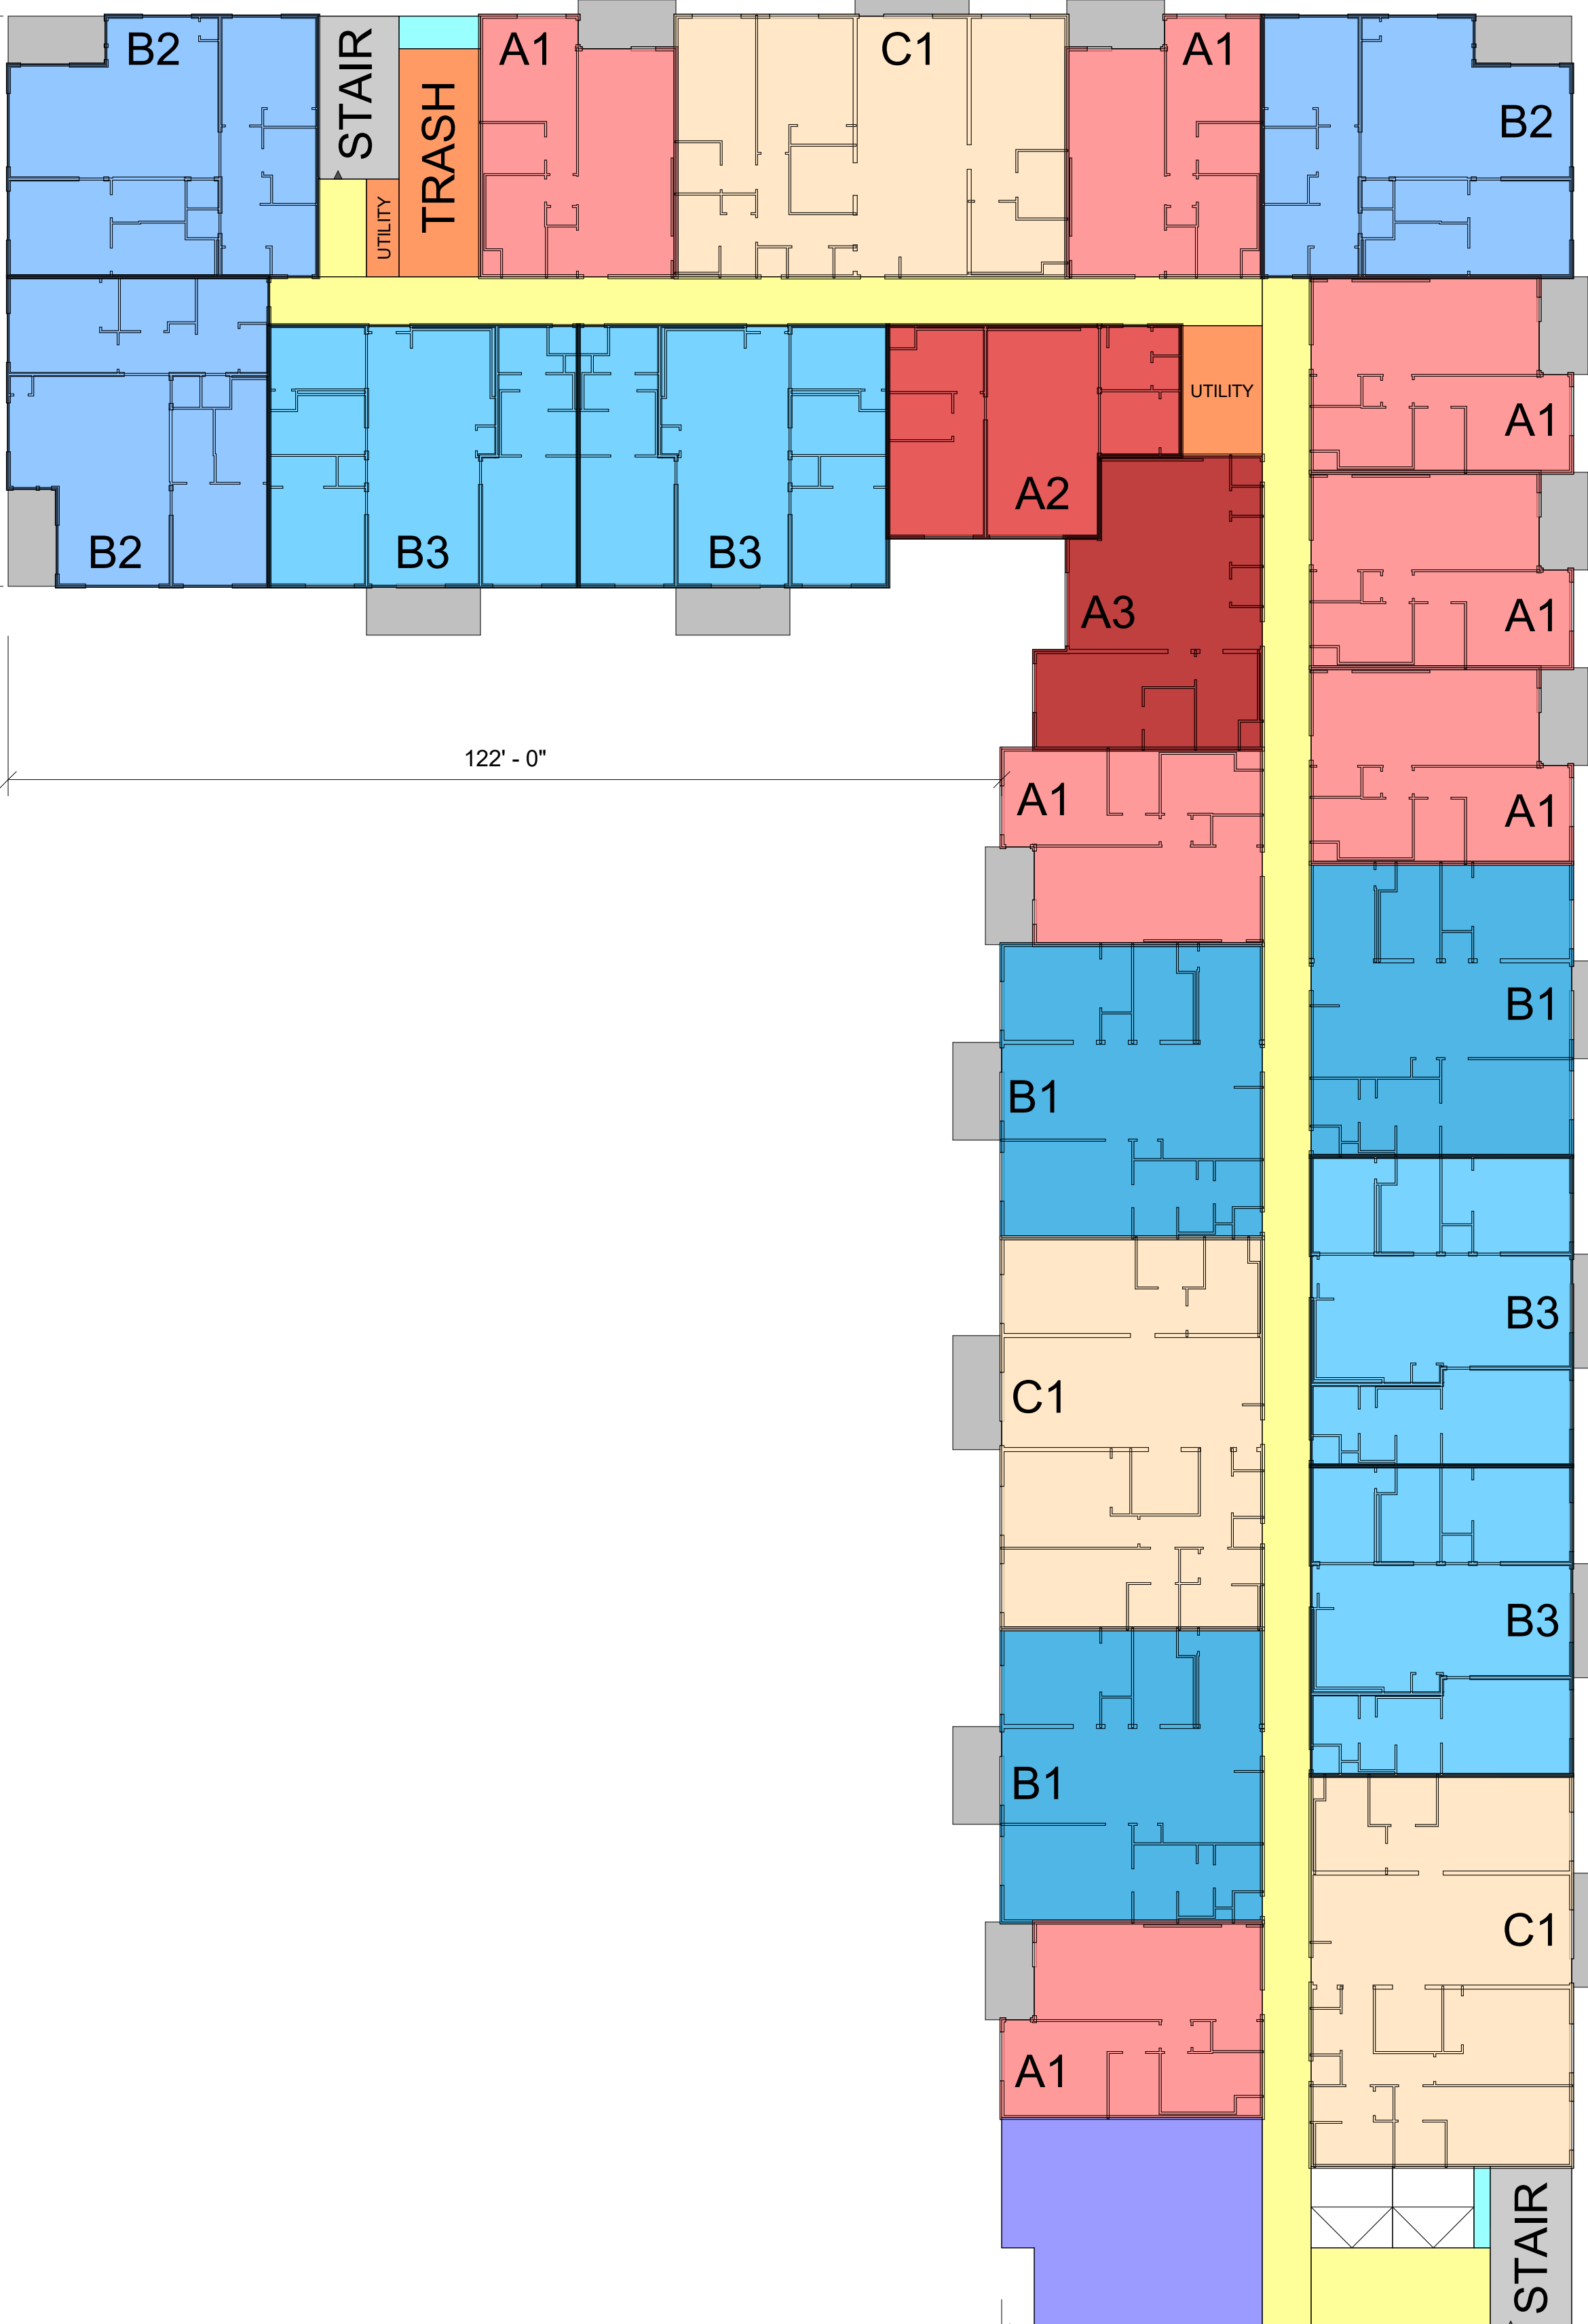 B2
STAIR
TRASH
UTILITY
A1
C1
A1
B2
B2
B3
B3
A2
UTILITY
A3
A1
A1
A1
122' - 0"
A1
B1
B1
B3
C1
B3
B1
C1
A1
STAIR